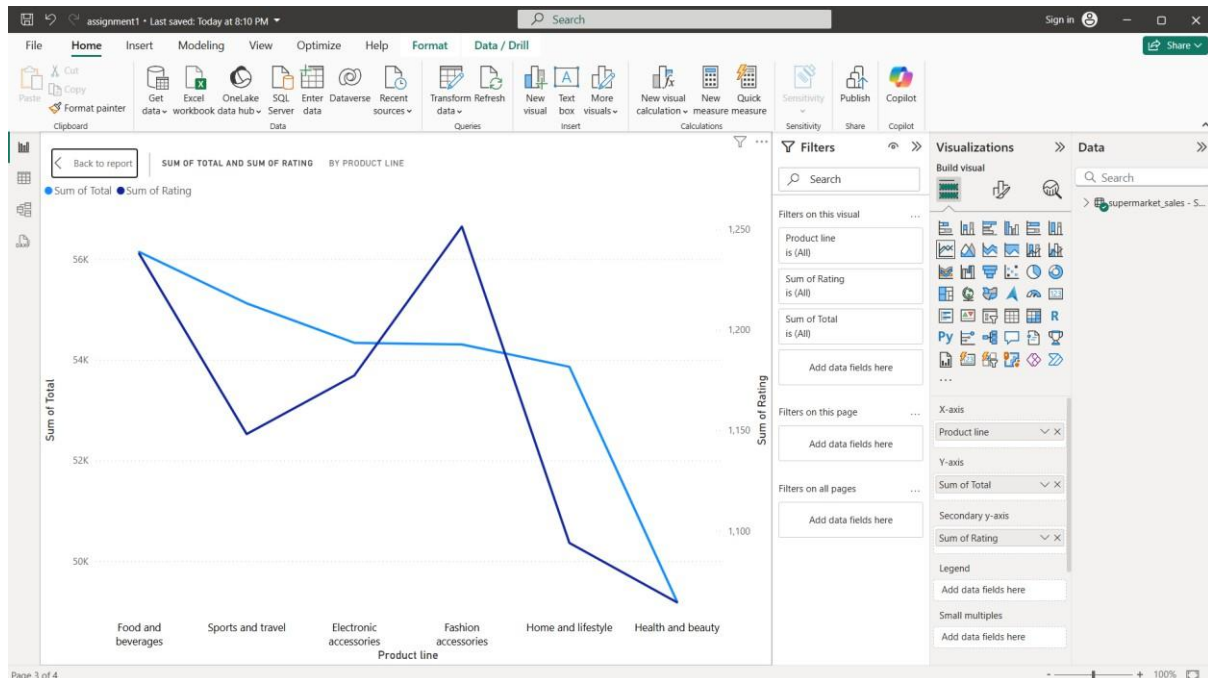 assignment1 • Last saved: Today at 8:10 PM
Search
Sign in
File Home Insert Modeling View Optimize Help Format Data / Drill
Share
Paste
Cut
Copy
Format painter
Clipboard
Get data
Excel workbook
OneLake data hub
SQL Server
Enter data
Dataverse
Recent sources
Data
Transform data
Refresh
Queries
New visual
Text box
More visuals
Insert
New visual calculation
New measure
Quick measure
Calculations
Sensitivity
Sensitivity
Publish
Share
Copilot
Copilot
Back to report
SUM OF TOTAL AND SUM OF RATING BY PRODUCT LINE
Sum of Total Sum of Rating
56K
54K
52K
50K
Sum of Total
1,250
1,200
1,150
1,100
Sum of Rating
Food and beverages
Sports and travel
Electronic accessories
Fashion accessories
Home and lifestyle
Health and beauty
Product line
Filters
Search
Filters on this visual ...
Product line
is (All)
Sum of Rating
is (All)
Sum of Total
is (All)
Add data fields here
Filters on this page ...
Add data fields here
Filters on all pages ...
Add data fields here
Visualizations
Build visual
R
Py
...
X-axis
Product line
Y-axis
Sum of Total
Secondary y-axis
Sum of Rating
Legend
Add data fields here
Small multiples
Add data fields here
Data
Search
supermarket_sales - S...
Page 3 of 4
100%